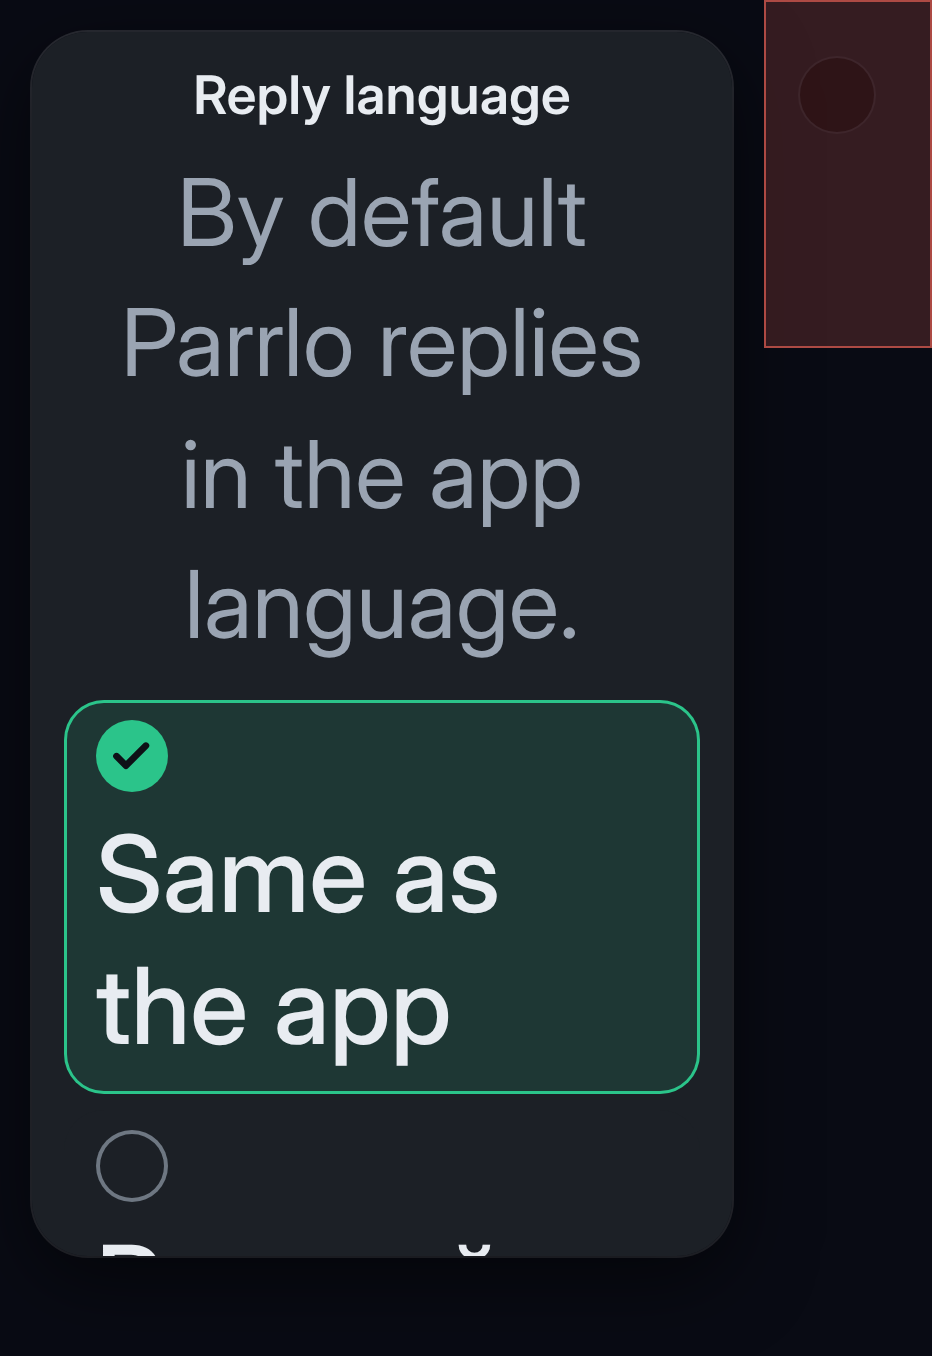 Reply language
By default
Parrlo replies
in the app
language.
Same as
the app